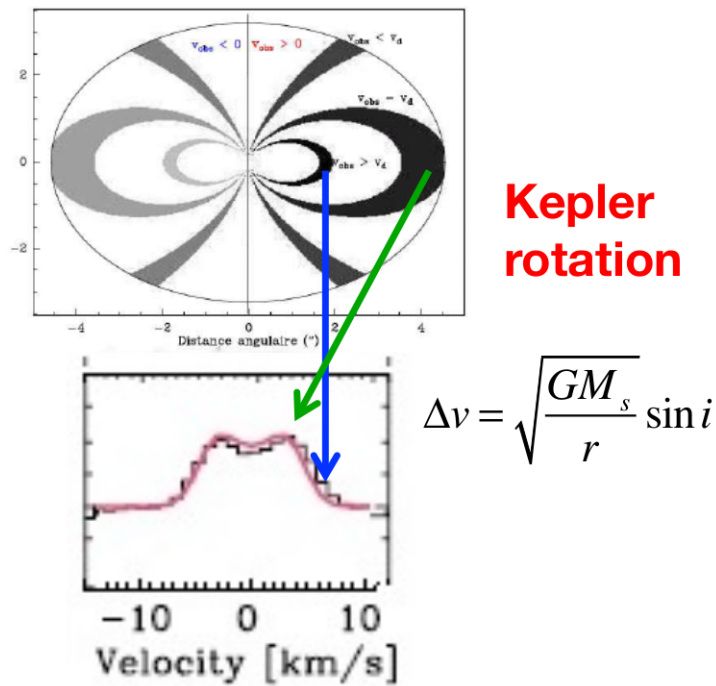 v_obs < 0 v_obs > 0
v_obs < v_d
v_obs - v_d
v_obs > v_d
2
0
-2
-4 -2 0 2 4
Distance angulaire (")
Kepler
rotation
Δv = √(GM_s / r) sin i
-10 0 10
Velocity [km/s]